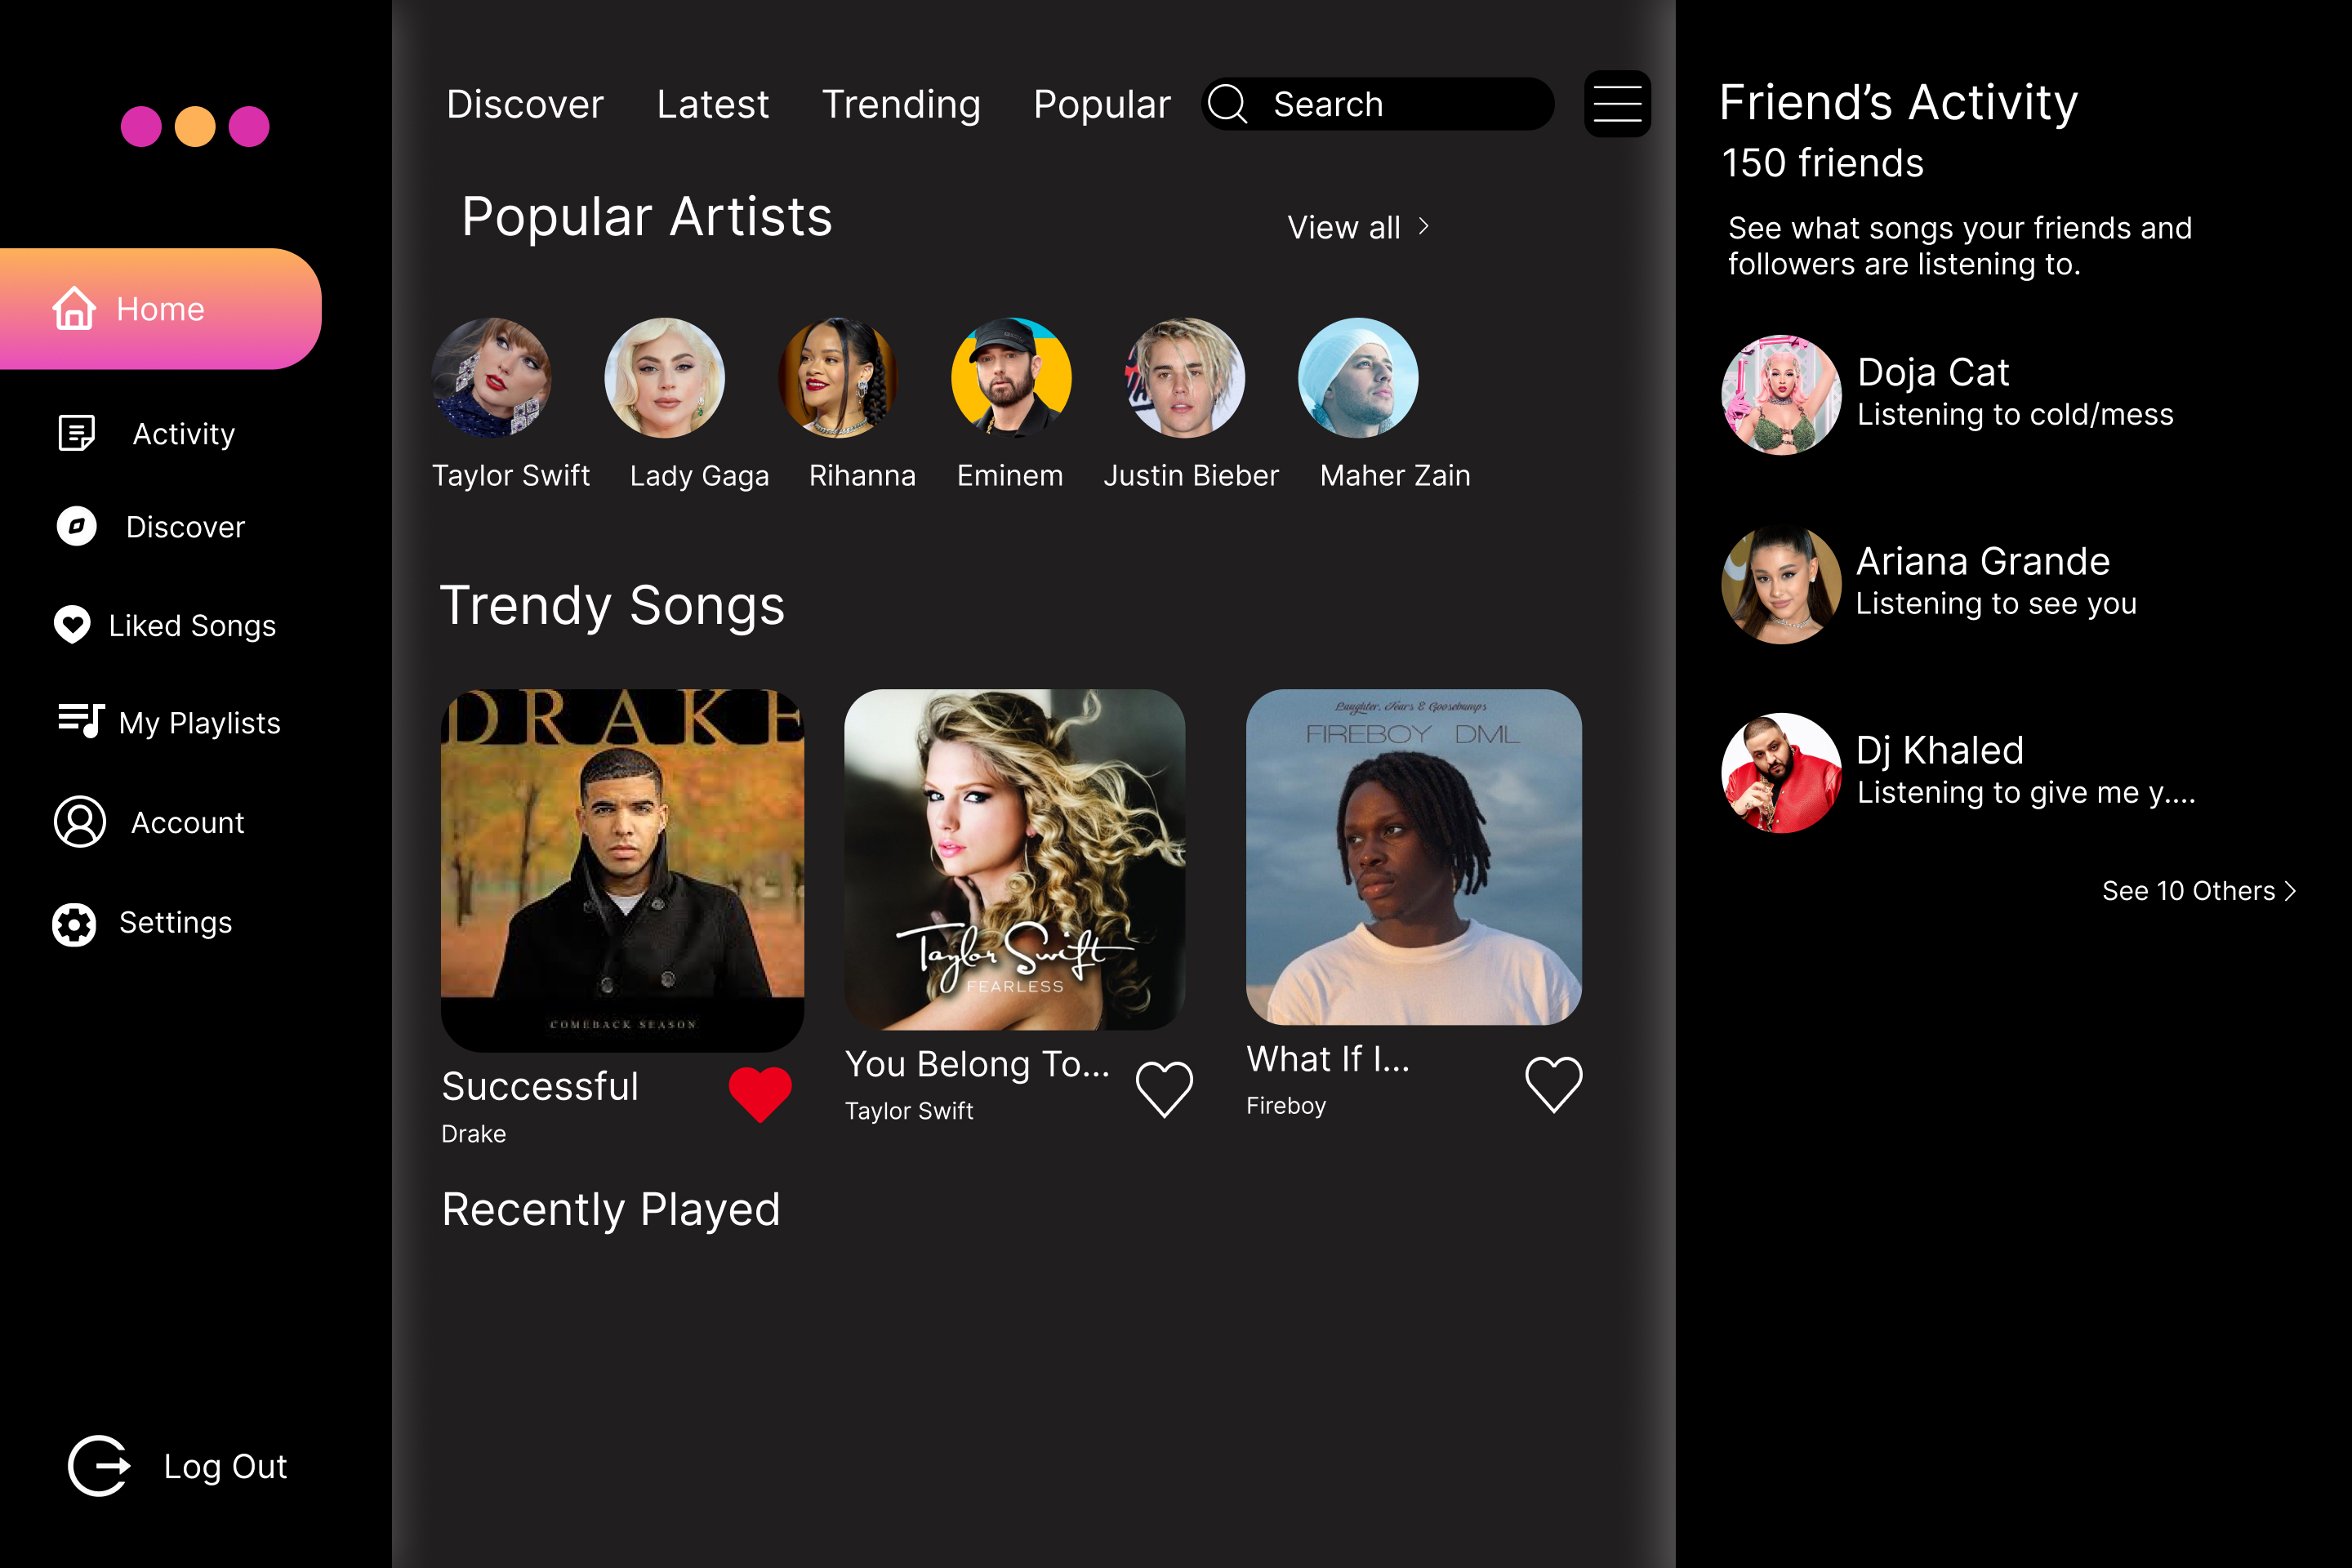 Discover
Latest
Trending
Popular
Search
Home
Activity
Discover
Liked Songs
My Playlists
Account
Settings
Log Out
Popular Artists
View all
Taylor Swift
Lady Gaga
Rihanna
Eminem
Justin Bieber
Maher Zain
Trendy Songs
DRAKE
COMEBACK SEASON
Successful
Drake
Taylor Swift
FEARLESS
You Belong To...
Taylor Swift
Laughter, Tears & Goosebumps
FIREBOY DML
What If I...
Fireboy
Recently Played
Friend’s Activity
150 friends
See what songs your friends and
followers are listening to.
Doja Cat
Listening to cold/mess
Ariana Grande
Listening to see you
Dj Khaled
Listening to give me y....
See 10 Others